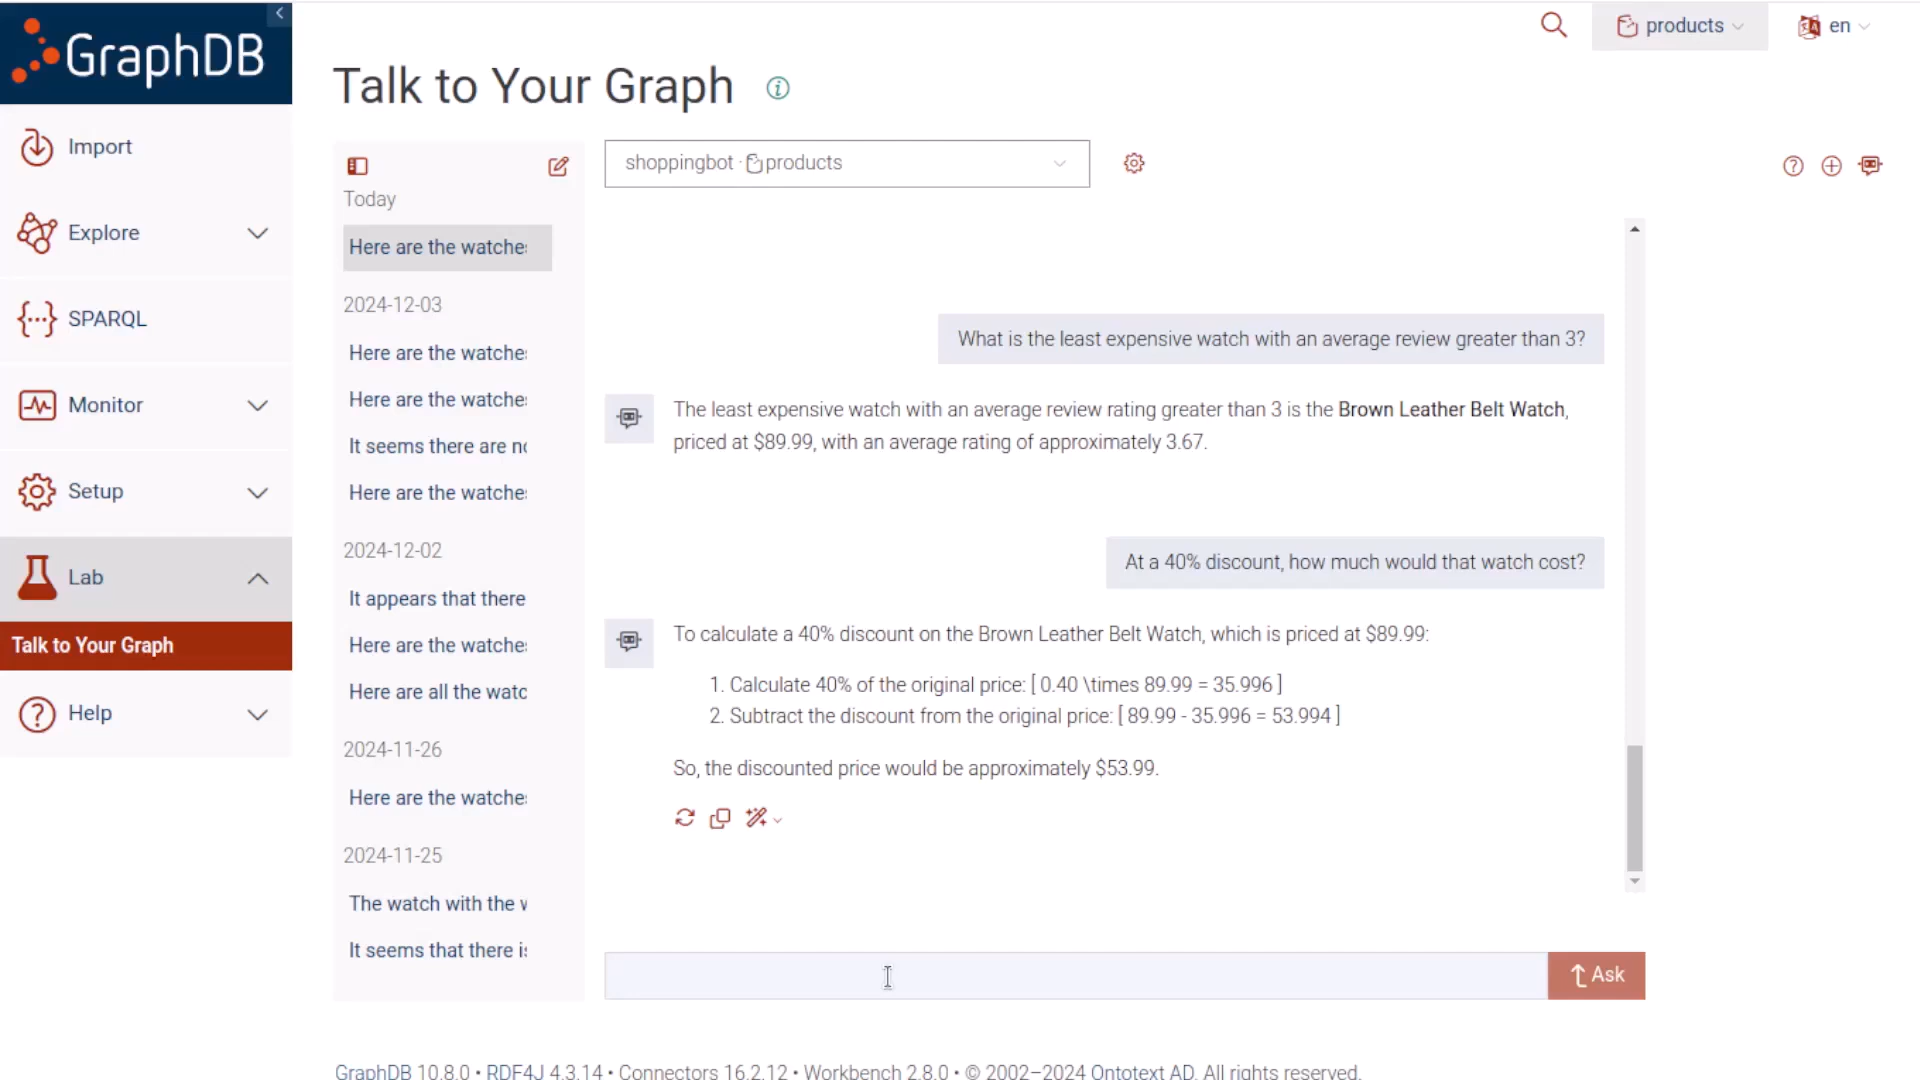 GraphDB
Import
Explore
SPARQL
Monitor
Setup
Lab
Talk to Your Graph
Help
products
en
Talk to Your Graph
Today
Here are the watche
2024-12-03
Here are the watche
Here are the watche
It seems there are no
Here are the watche
2024-12-02
It appears that there
Here are the watche
Here are all the watc
2024-11-26
Here are the watche
2024-11-25
The watch with the
It seems that there i
shoppingbot · products
What is the least expensive watch with an average review greater than 3?
The least expensive watch with an average review rating greater than 3 is the Brown Leather Belt Watch,
priced at $89.99, with an average rating of approximately 3.67.
At a 40% discount, how much would that watch cost?
To calculate a 40% discount on the Brown Leather Belt Watch, which is priced at $89.99:
1. Calculate 40% of the original price: [ 0.40 \times 89.99 = 35.996 ]
2. Subtract the discount from the original price: [ 89.99 - 35.996 = 53.994 ]
So, the discounted price would be approximately $53.99.
Ask
GraphDB 10.8.0 • RDF4J 4.3.14 • Connectors 16.2.12 • Workbench 2.8.0 • © 2002–2024 Ontotext AD. All rights reserved.